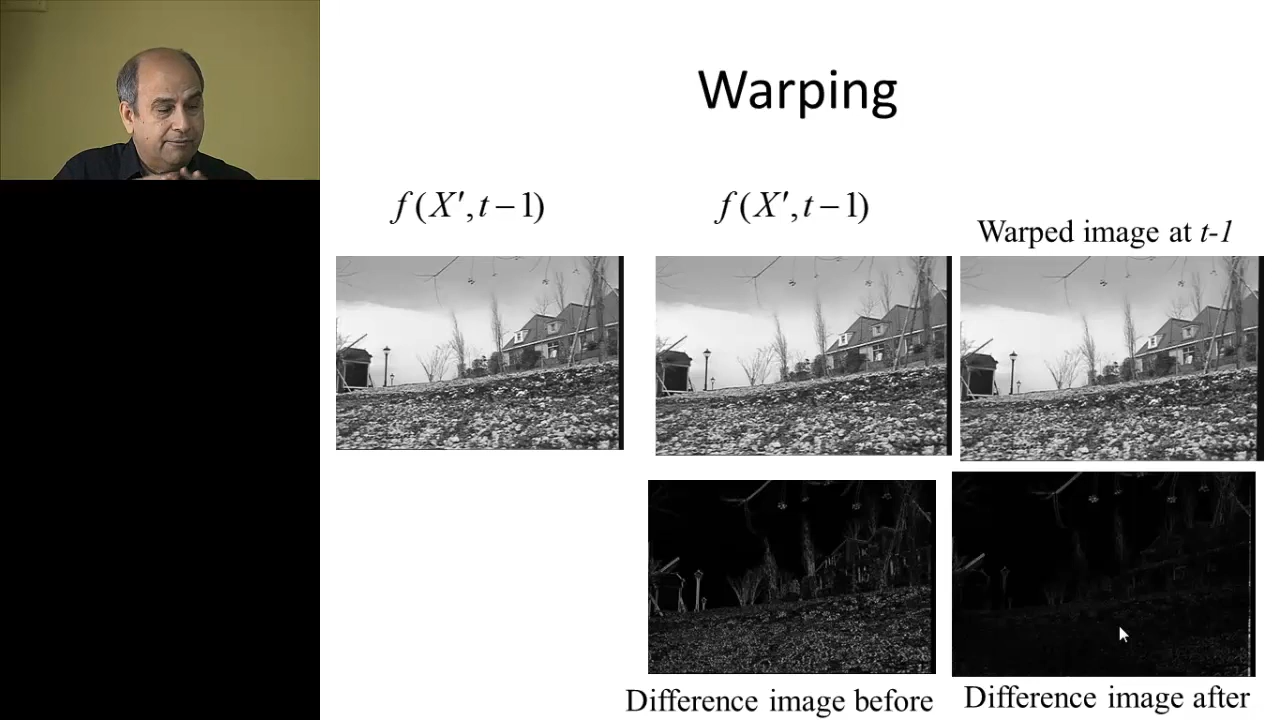 Warping
f(X′,t−1)
f(X′,t−1)
Warped image at t-1
Difference image before
Difference image after